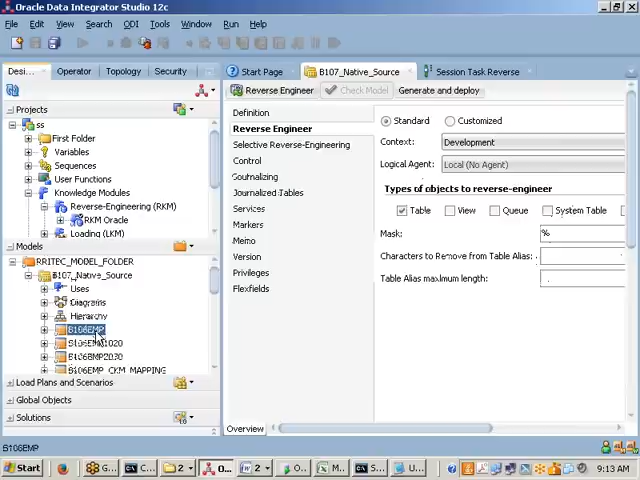 Oracle Data Integrator Studio 12c
File Edit View Search ODI Tools Window Run Help
Desi... Operator Topology Security
Start Page B107_Native_Source Session Task Reverse
Reverse Engineer Check Model Generate and deploy
Projects
ss
First Folder
Variables
Sequences
User Functions
Knowledge Modules
Reverse-Engineering (RKM)
RKM Oracle
Loading (LKM)
Models
RRITEC_MODEL_FOLDER
B107_Native_Source
Uses
Diagrams
Hierarchy
B106EMP
B106EMP1020
B106EMP2030
B106EMP_CKM_MAPPING
Load Plans and Scenarios
Global Objects
Solutions
Definition
Reverse Engineer
Selective Reverse-Engineering
Control
Journalizing
Journalized Tables
Services
Markers
Memo
Version
Privileges
Flexfields
Standard Customized
Context: Development
Logical Agent: Local (No Agent)
Types of objects to reverse-engineer
Table View Queue System Table
Mask: %
Characters to Remove from Table Alias:
Table Alias maximum length:
Overview
B106EMP
Start G... C... 2 O... 2 O... M... S... U... 9:13 AM